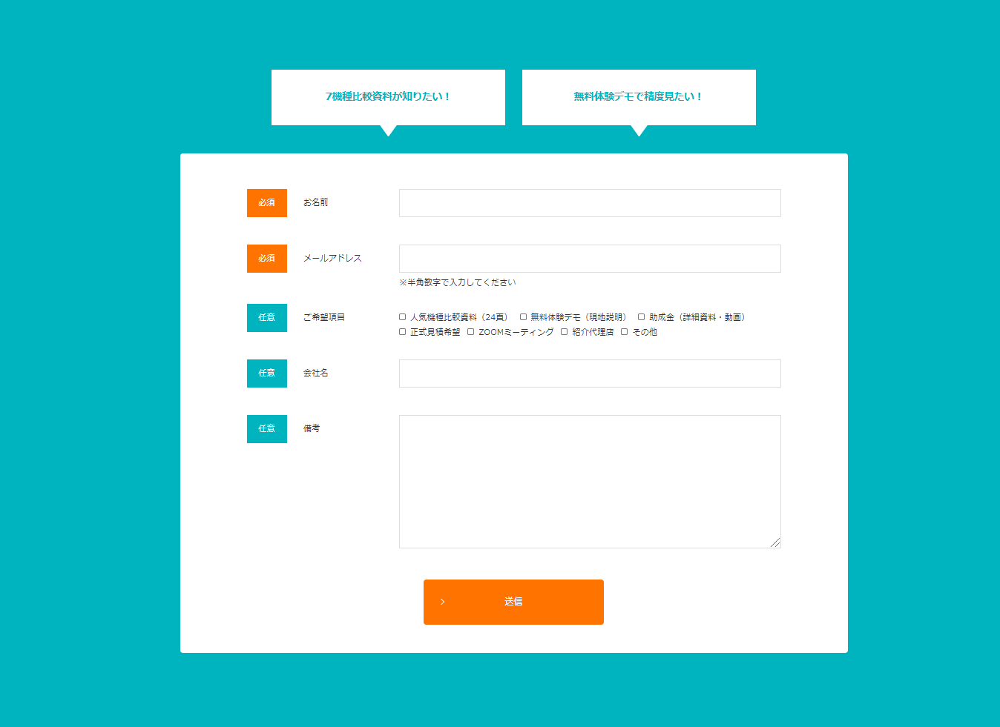 7機種比較資料が知りたい！
無料体験デモで精度見たい！
必須 お名前
必須 メールアドレス
※半角数字で入力してください
任意 ご希望項目 人気機種比較資料（24頁） 無料体験デモ（現地説明） 助成金（詳細資料・動画）
正式見積希望 ZOOMミーティング 紹介代理店 その他
任意 会社名
任意 備考
送信